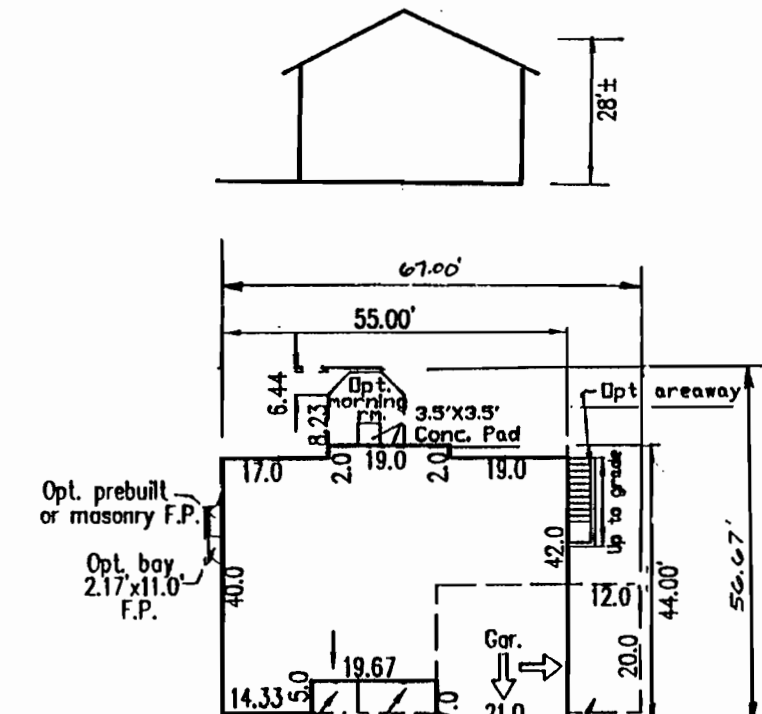 28'±
67.00'
55.00'
6.44
Opt.
morning
rm.
8.23
3.5'X3.5'
Conc. Pad
Opt. areaway
17.0
2.0
19.0
2.0
19.0
Up to grade
Opt. prebuilt
or masonry F.P.
Opt. bay
2.17'x11.0'
F.P.
40.0
42.0
12.0
44.00'
56.67'
20.0
Gar.
19.67
14.33
5.0
21.0